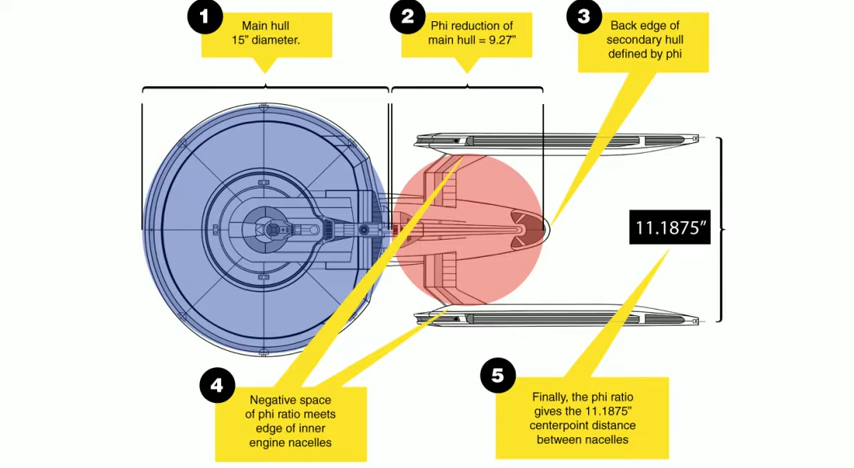 1
Main hull
15” diameter.
2
Phi reduction of
main hull = 9.27”
3
Back edge of
secondary hull
defined by phi
11.1875”
4
Negative space
of phi ratio meets
edge of inner
engine nacelles
5
Finally, the phi ratio
gives the 11.1875”
centerpoint distance
between nacelles